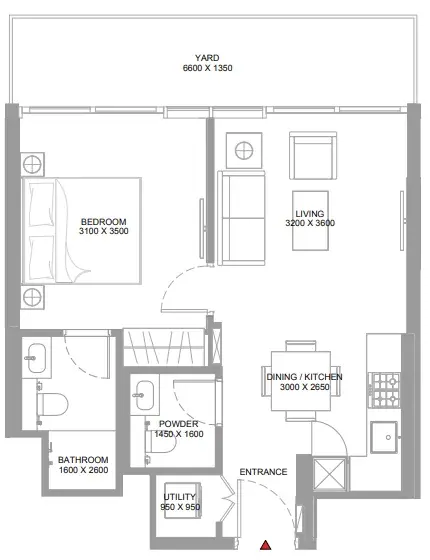 YARD
6600 X 1350
BEDROOM
3100 X 3500
LIVING
3200 X 3600
DINING / KITCHEN
3000 X 2650
POWDER
1450 X 1600
BATHROOM
1600 X 2600
ENTRANCE
UTILITY
950 X 950